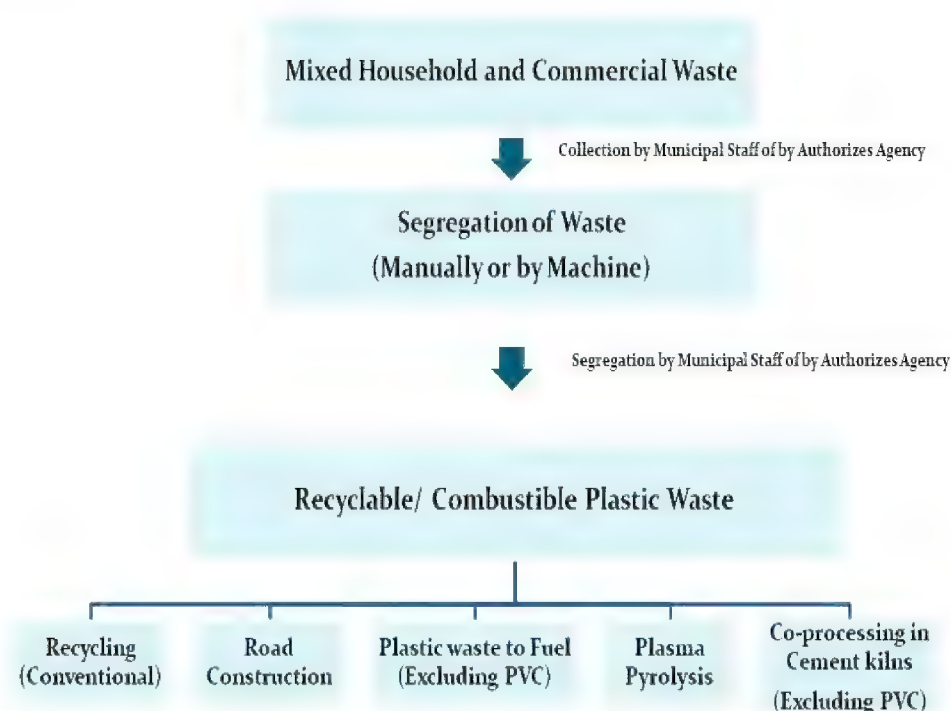 Mixed Household and Commercial Waste
Collection by Municipal Staff of by Authorizes Agency
Segregation of Waste
(Manually or by Machine)
Segregation by Municipal Staff of by Authorizes Agency
Recyclable/ Combustible Plastic Waste
Recycling
(Conventional)
Road
Construction
Plastic waste to Fuel
(Excluding PVC)
Plasma
Pyrolysis
Co-processing in
Cement kilns
(Excluding PVC)